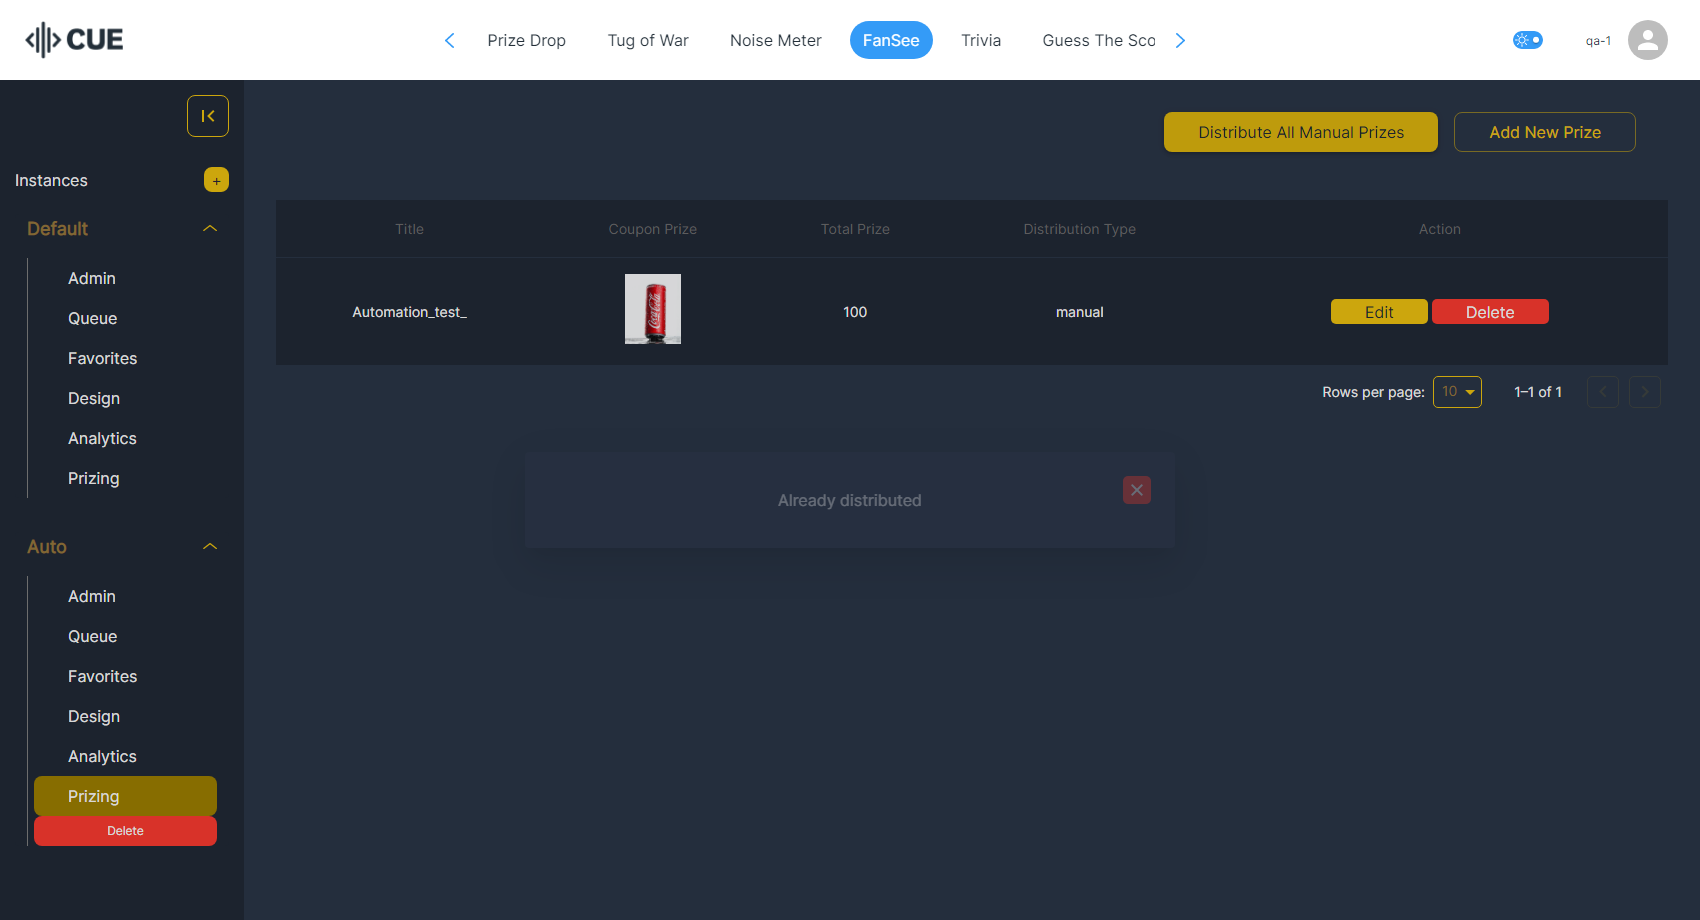 CUE
Prize Drop
Tug of War
Noise Meter
FanSee
Trivia
Guess The Sco
qa-1
Instances
+
Default
Admin
Queue
Favorites
Design
Analytics
Prizing
Auto
Admin
Queue
Favorites
Design
Analytics
Prizing
Delete
Distribute All Manual Prizes
Add New Prize
Title
Coupon Prize
Total Prize
Distribution Type
Action
Automation_test_
Coca-Cola
100
manual
Edit
Delete
Rows per page:
10
1–1 of 1
Already distributed